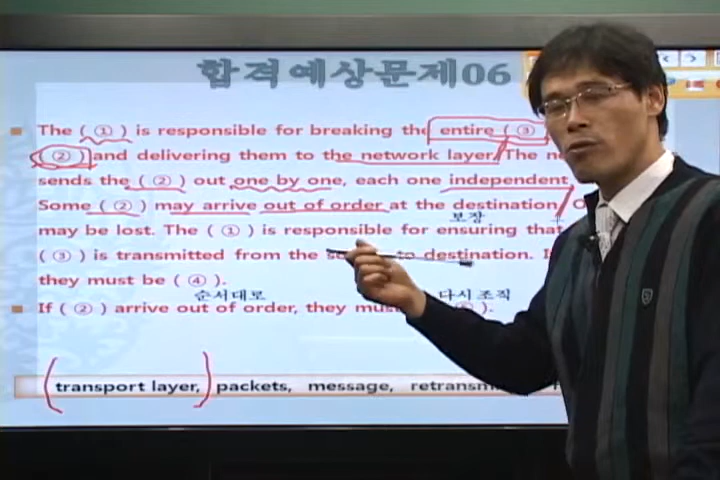 합격예상문제06
The ( ① ) is responsible for breaking the entire ( ③ )
( ② ) and delivering them to the network layer. The
sends the ( ② ) out one by one, each one independent
Some ( ② ) may arrive out of order at the destination.
보장
may be lost. The ( ① ) is responsible for ensuring that
( ③ ) is transmitted from the to destination.
they must be ( ④ ).
순서대로 다시 조직
If ( ② ) arrive out of order, they must ).
transport layer, packets, message,